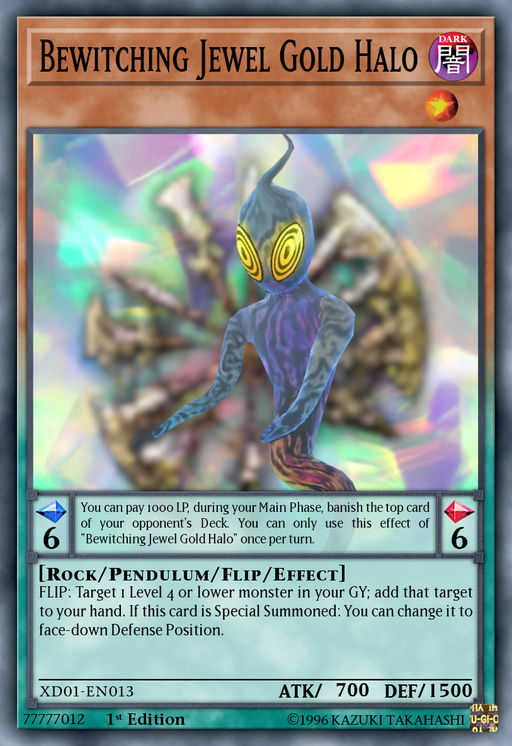 Bewitching Jewel Gold Halo
DARK
闇
You can pay 1000 LP, during your Main Phase, banish the top card
of your opponent's Deck. You can only use this effect of
"Bewitching Jewel Gold Halo" once per turn.
6
6
[Rock/Pendulum/Flip/Effect]
FLIP: Target 1 Level 4 or lower monster in your GY; add that target
to your hand. If this card is Special Summoned: You can change it to
face-down Defense Position.
XD01-EN013
ATK/ 700 DEF/1500
77777012 1st Edition ©1996 KAZUKI TAKAHASHI